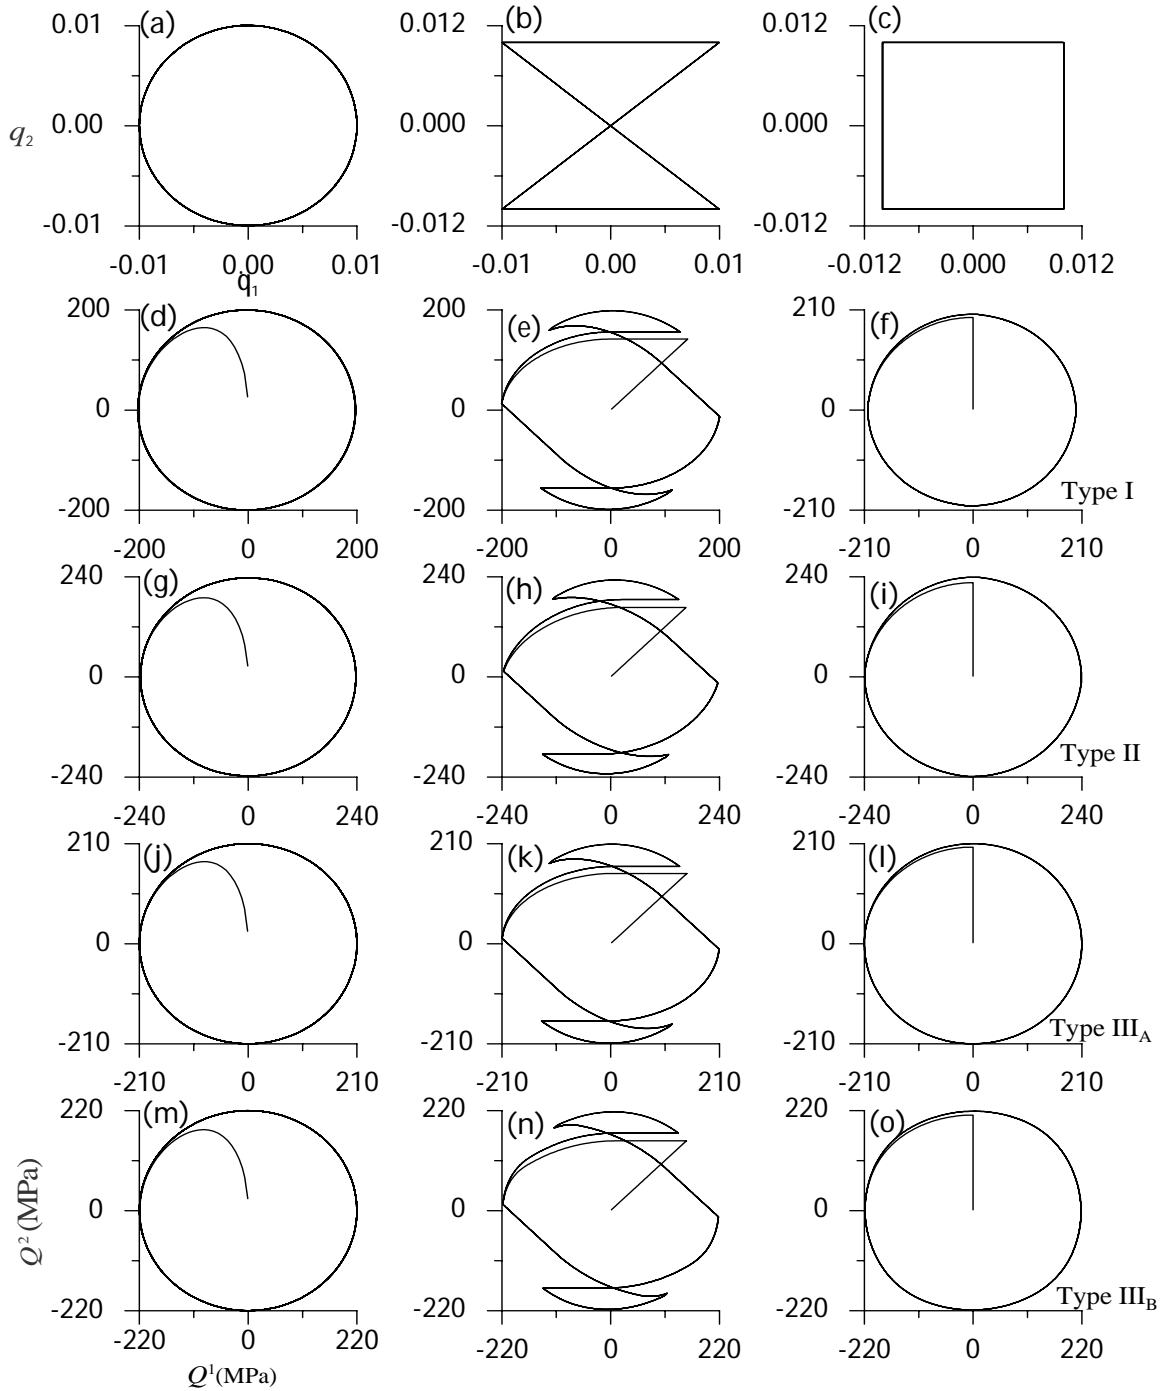 0.01 (a) 0.012 (b) 0.012 (c)
q2 0.00 0.000 0.000
-0.01 -0.012 -0.012
-0.01 0.00 0.01 -0.01 0.00 0.01 -0.012 0.000 0.012
q1
200 (d) 200 (e) 210 (f)
0 0 0
Type I
-200 -200 -210
-200 0 200 -200 0 200 -210 0 210
240 (g) 240 (h) 240 (i)
0 0 0
Type II
-240 -240 -240
-240 0 240 -240 0 240 -240 0 240
210 (j) 210 (k) 210 (l)
0 0 0
Type IIIA
-210 -210 -210
-210 0 210 -210 0 210 -210 0 210
220 (m) 220 (n) 220 (o)
0 0 0
Q2 (MPa)
Type IIIB
-220 -220 -220
-220 0 220 -220 0 220 -220 0 220
Q1(MPa)